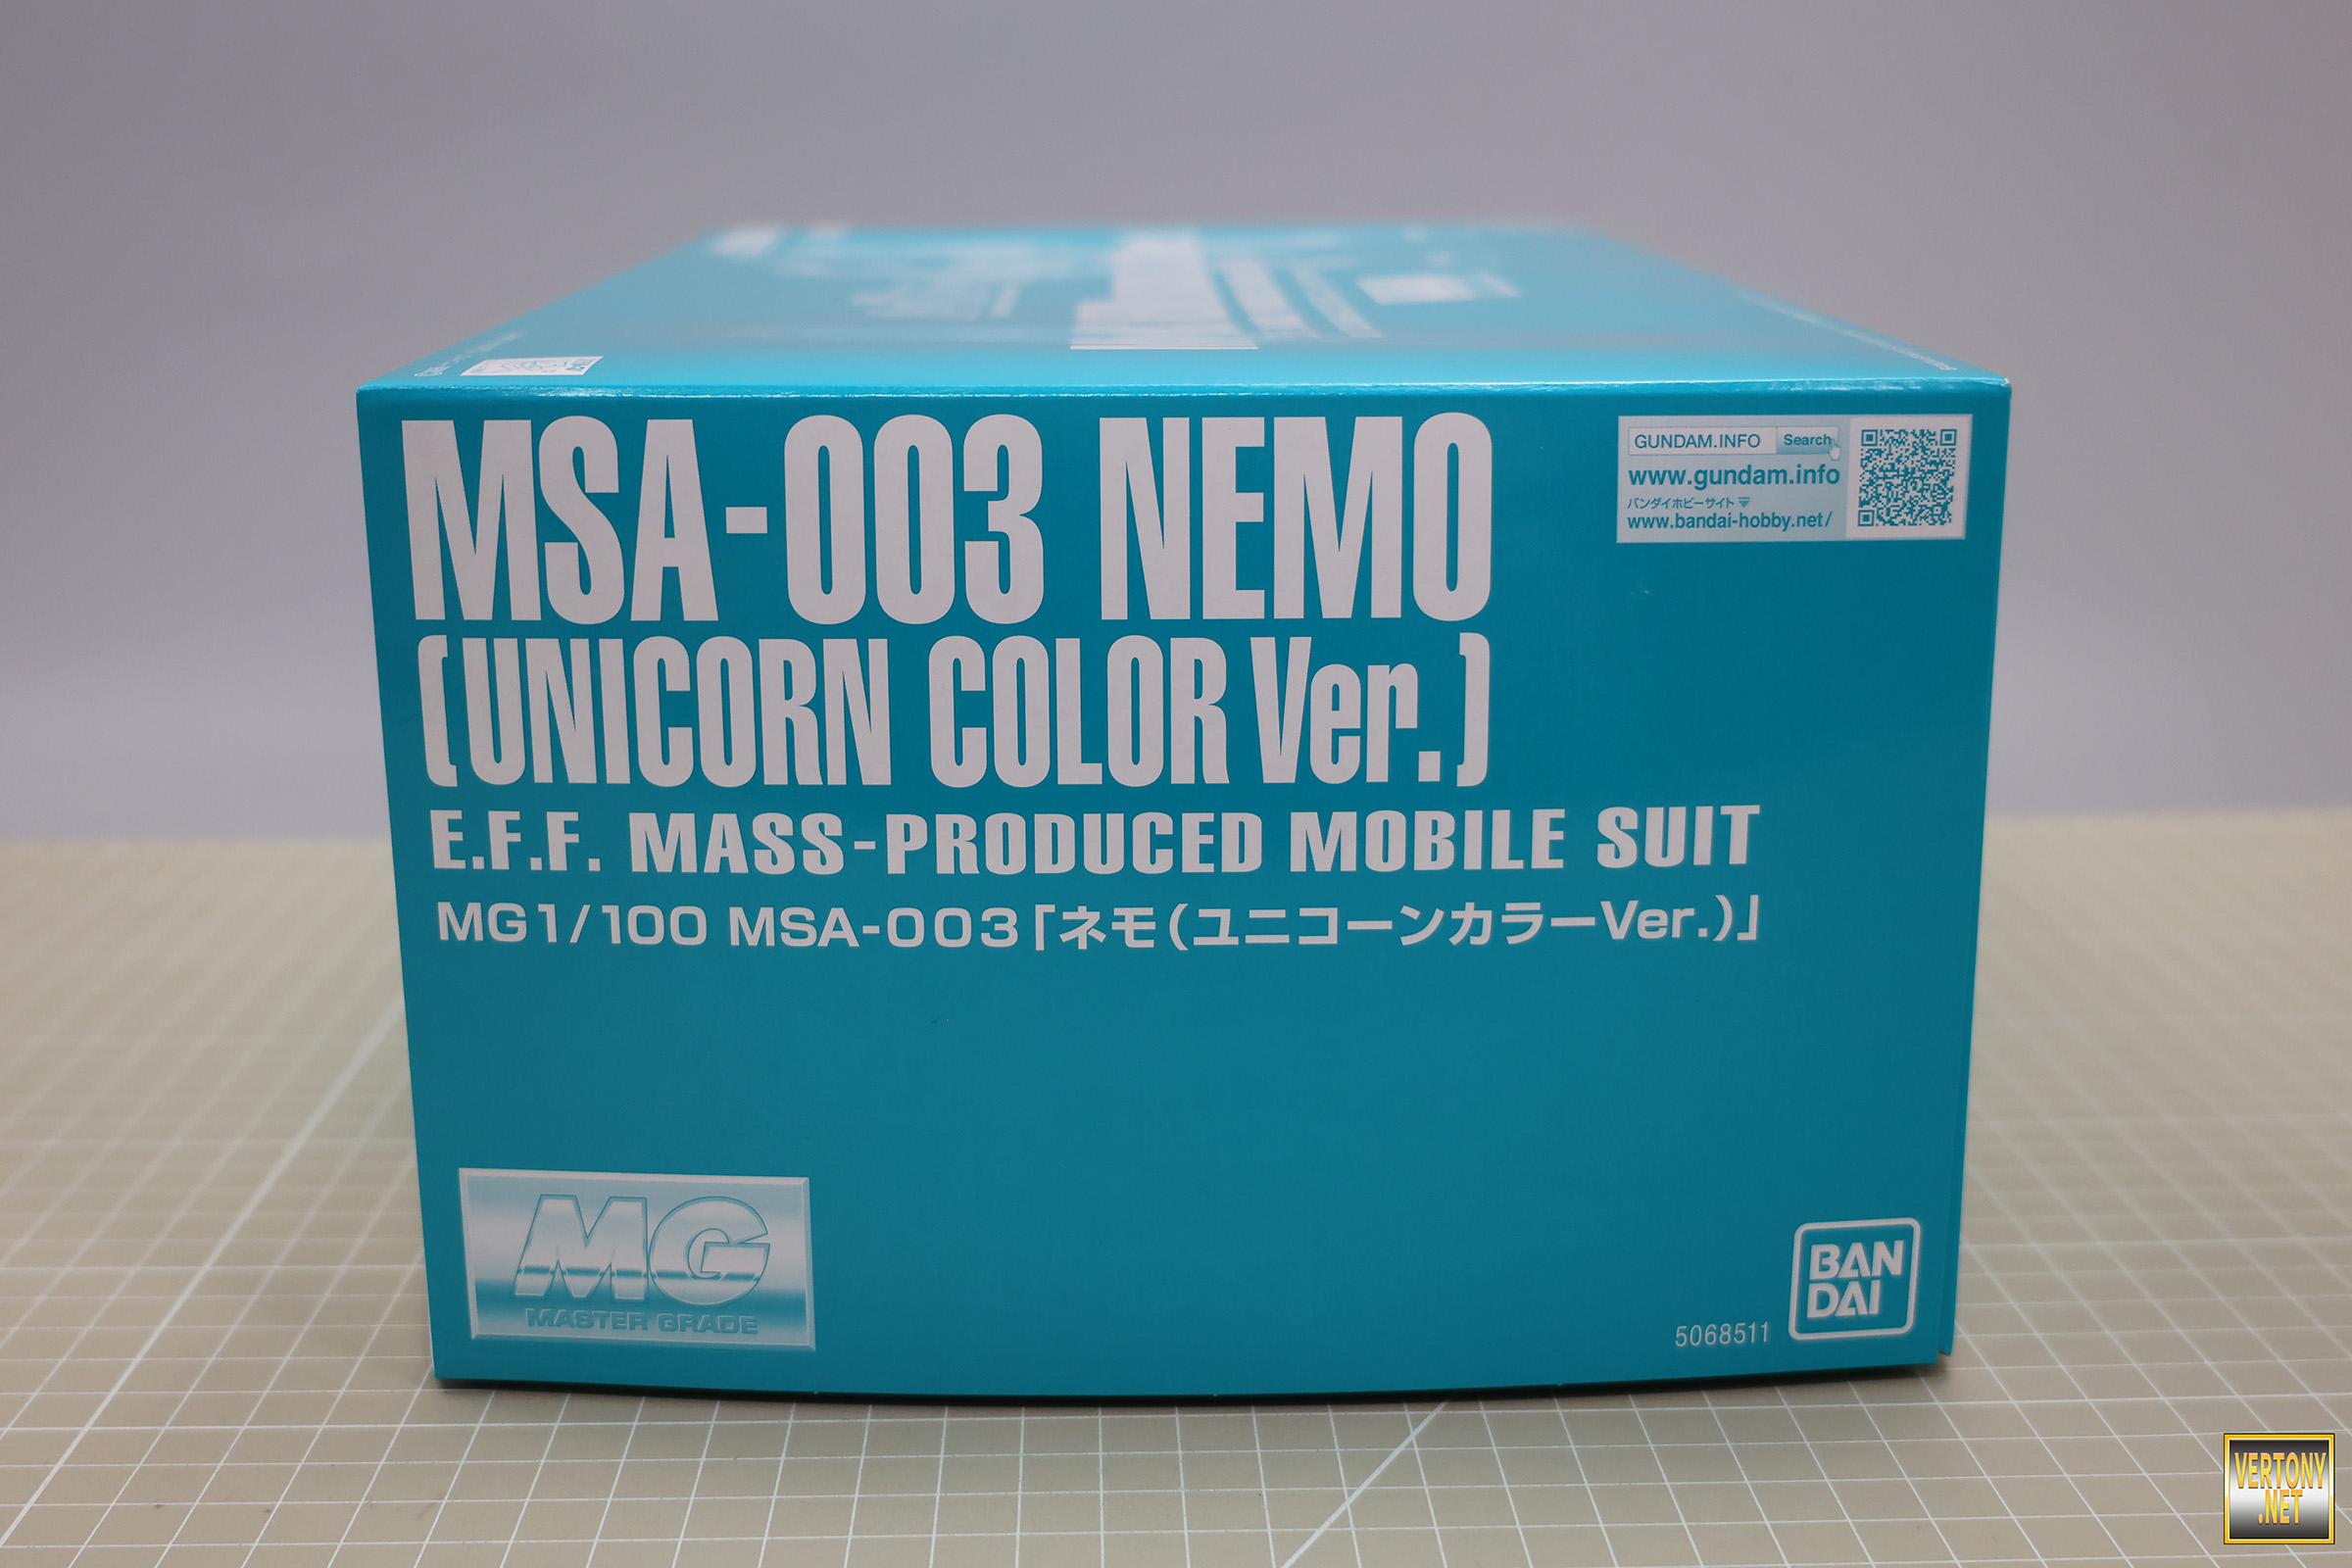 MSA-003 NEMO
[UNICORN COLOR Ver.]
E.F.F. MASS-PRODUCED MOBILE SUIT
MG 1/100 MSA-003「ネモ(ユニコーンカラーVer.)」
GUNDAM.INFO Search
www.gundam.info
バンダイホビーサイト
www.bandai-hobby.net/
MG
MASTER GRADE
5068511
BAN
DAI
VERTONY
.NET